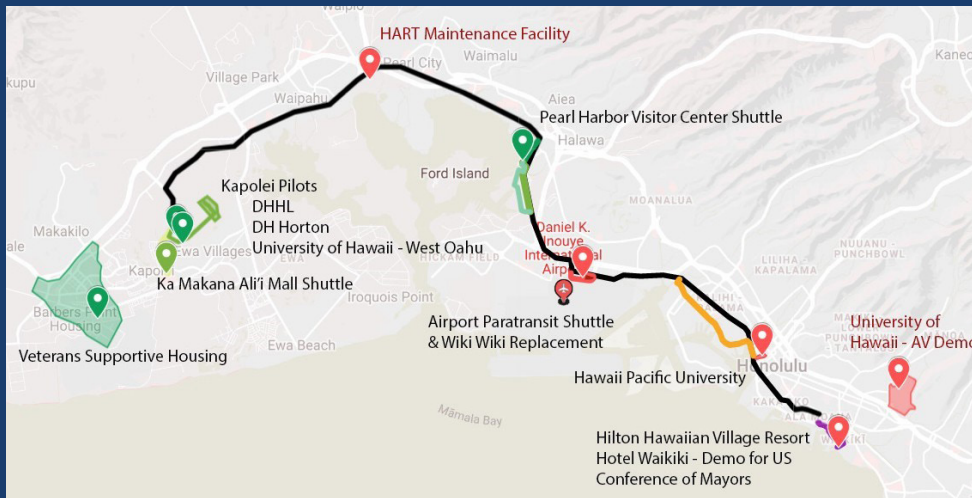 Waipio
HART Maintenance Facility
Pearl City
Waimalu
Village Park
Waipahu
Aiea
Pearl Harbor Visitor Center Shuttle
Halawa
Ford Island
Kapolei Pilots
DHHL
DH Horton
University of Hawaii - West Oahu
MOANALUA
Makakilo
Ewa Villages
EWA
HICKAM FIELD
Daniel K.
Inouye
International
Airport
NUUANU -
PUNCHBOWL
LILIHA -
KAPALAMA
Ka Makana Ali'i Mall Shuttle
Iroquois Point
Barbers Point
Housing
Airport Paratransit Shuttle
& Wiki Wiki Replacement
University of
Hawaii - AV Demo
Veterans Supportive Housing
Ewa Beach
Hawaii Pacific University
Honolulu
Māmala Bay
Hilton Hawaiian Village Resort
Hotel Waikiki - Demo for US
Conference of Mayors